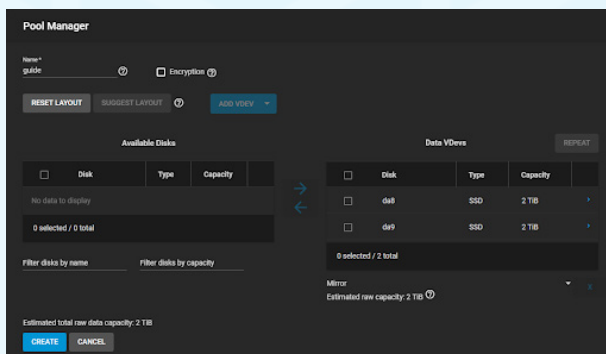 Pool Manager
Name*
guide
Encryption
RESET LAYOUT SUGGEST LAYOUT ADD VDEV
Available Disks
Disk Type Capacity
No data to display
0 selected / 0 total
Filter disks by name Filter disks by capacity
Data VDevs REPEAT
Disk Type Capacity
da8 SSD 2 TiB
da9 SSD 2 TiB
0 selected / 2 total
Mirror X
Estimated raw capacity: 2 TiB
Estimated total raw data capacity: 2 TiB
CREATE CANCEL